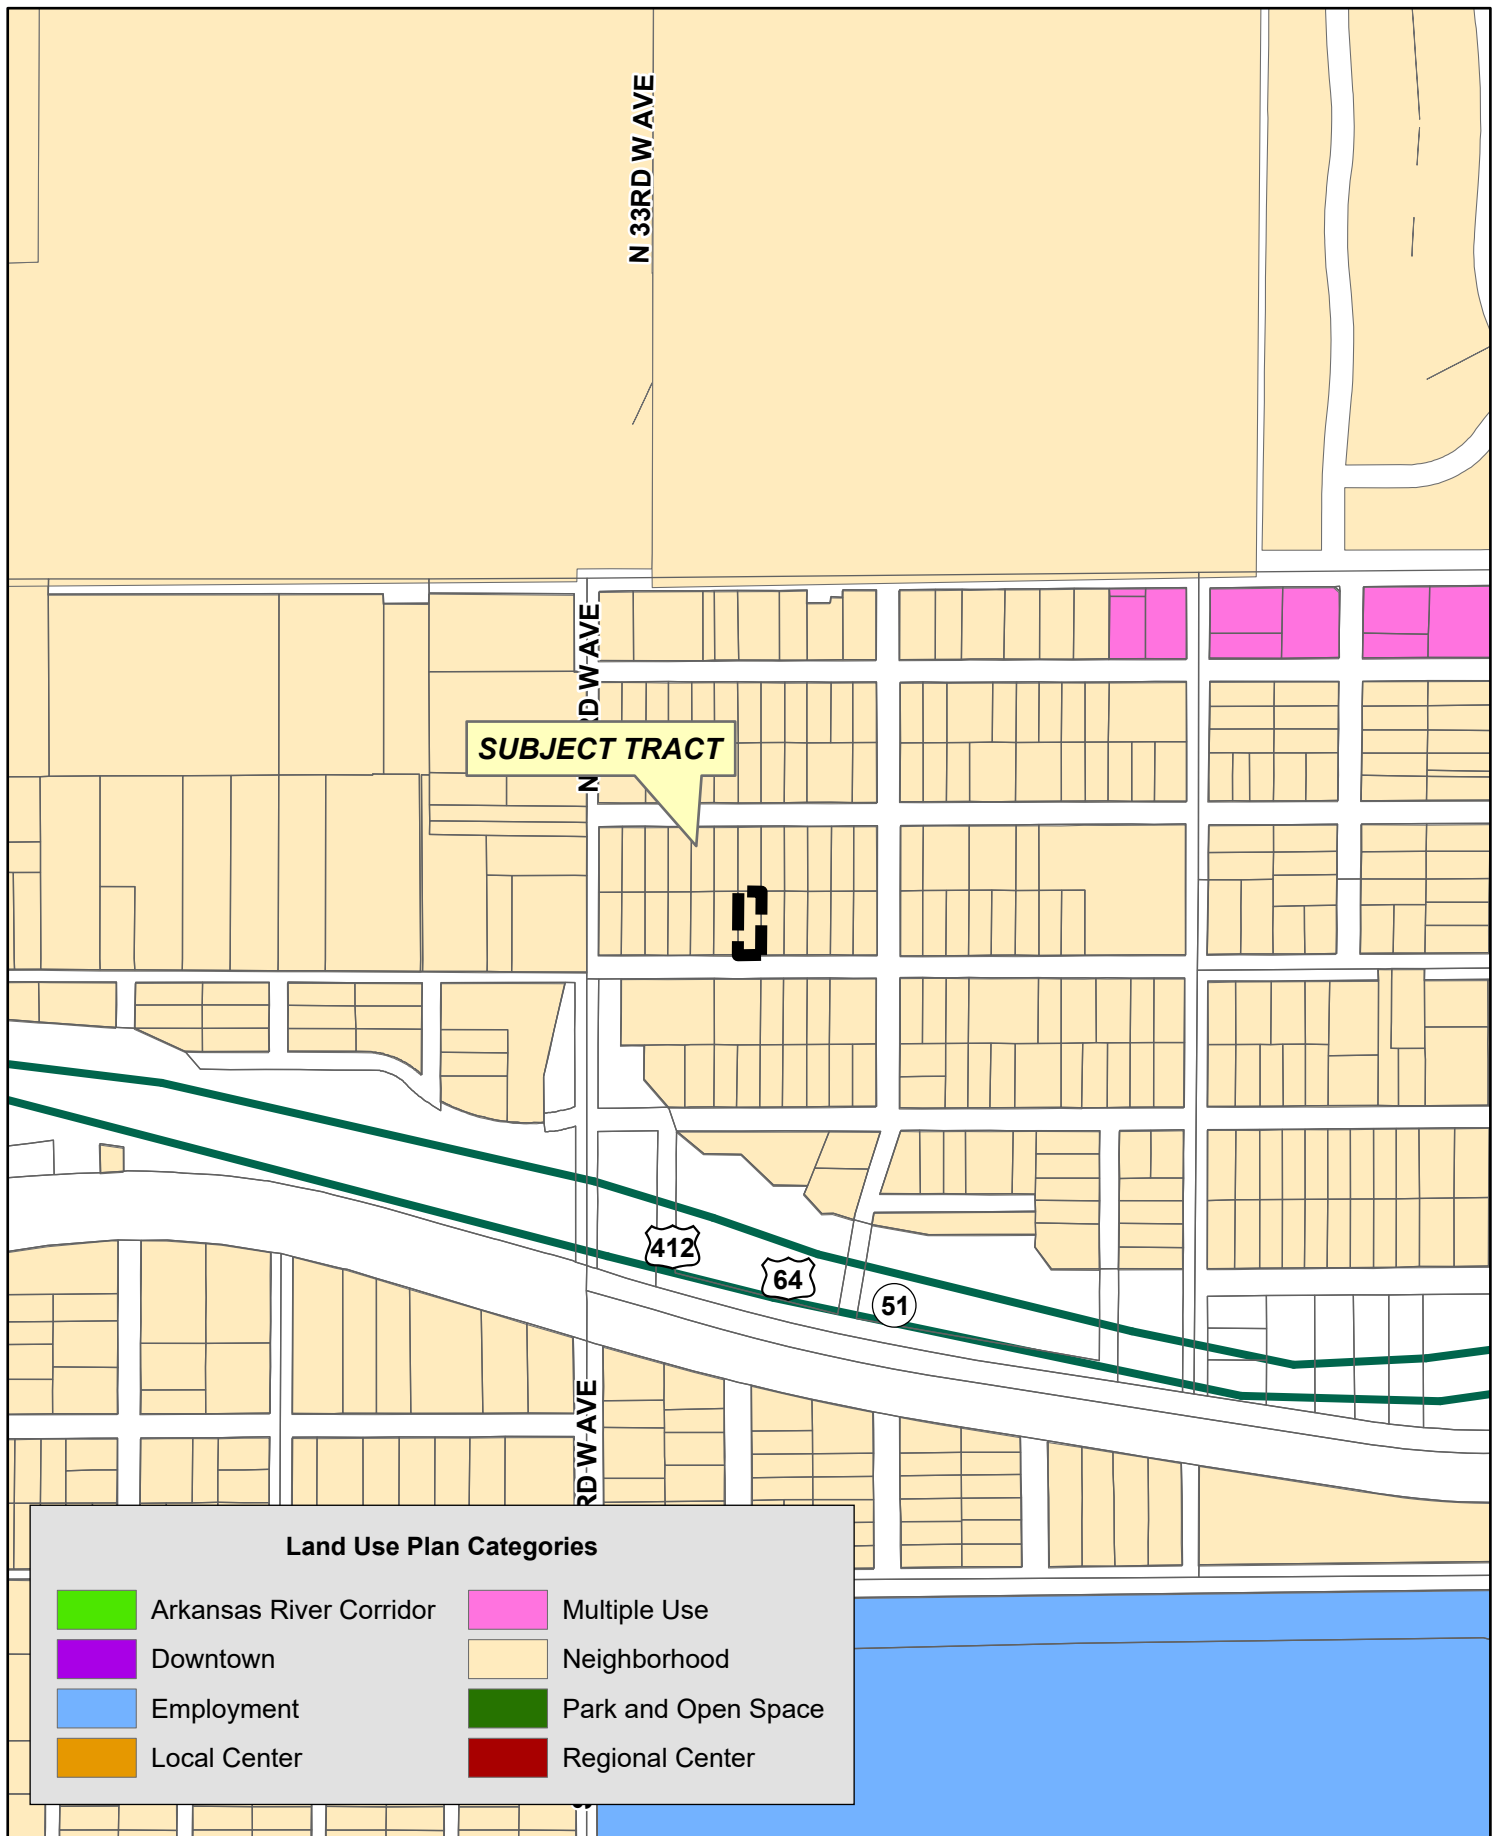 N 33RD W AVE
RD W AVE
SUBJECT TRACT
412
64
51
RD W AVE
Land Use Plan Categories
Arkansas River Corridor
Downtown
Employment
Local Center
Multiple Use
Neighborhood
Park and Open Space
Regional Center